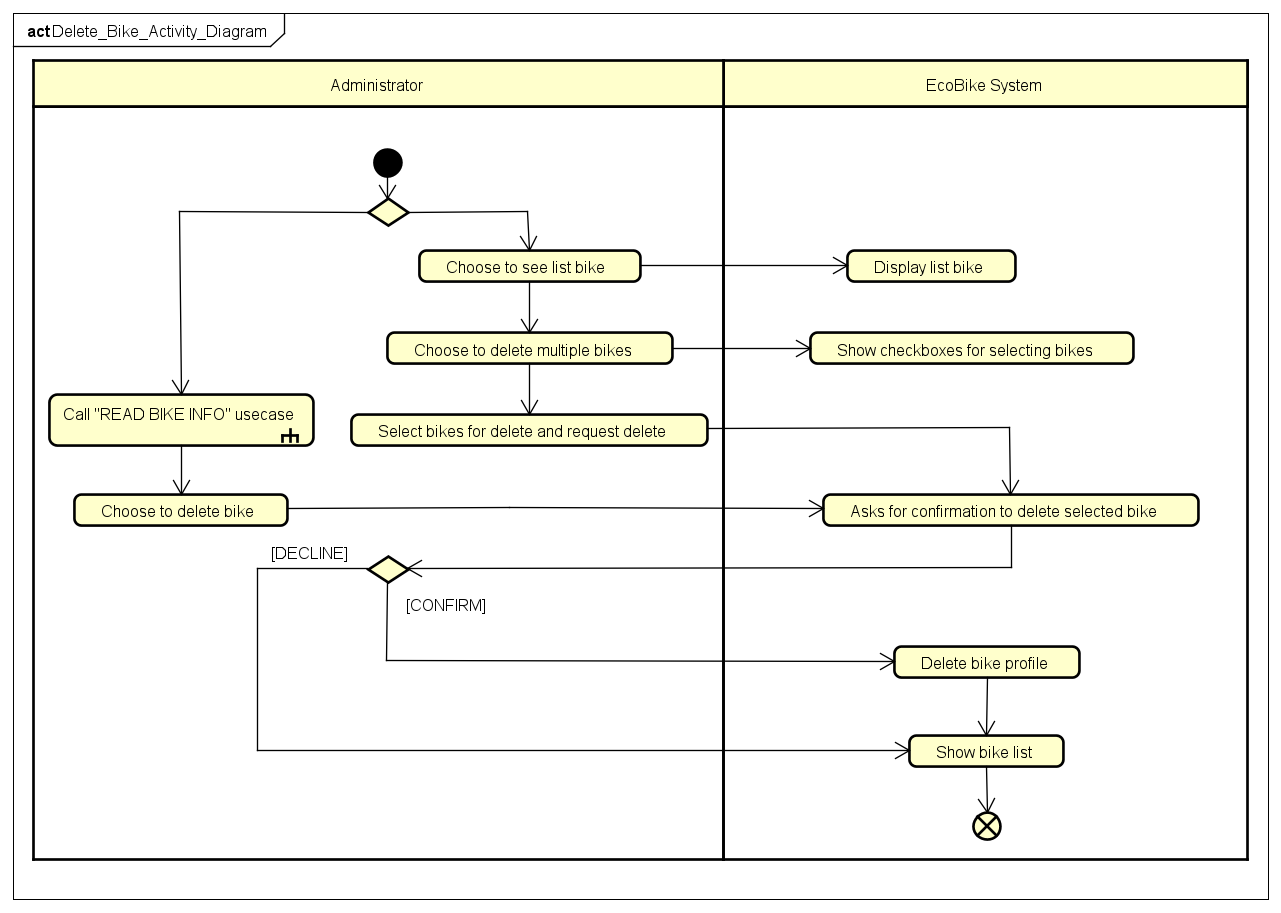 act Delete_Bike_Activity_Diagram
Administrator
EcoBike System
Choose to see list bike
Display list bike
Choose to delete multiple bikes
Show checkboxes for selecting bikes
Call "READ BIKE INFO" usecase
Select bikes for delete and request delete
Choose to delete bike
Asks for confirmation to delete selected bike
[DECLINE]
[CONFIRM]
Delete bike profile
Show bike list